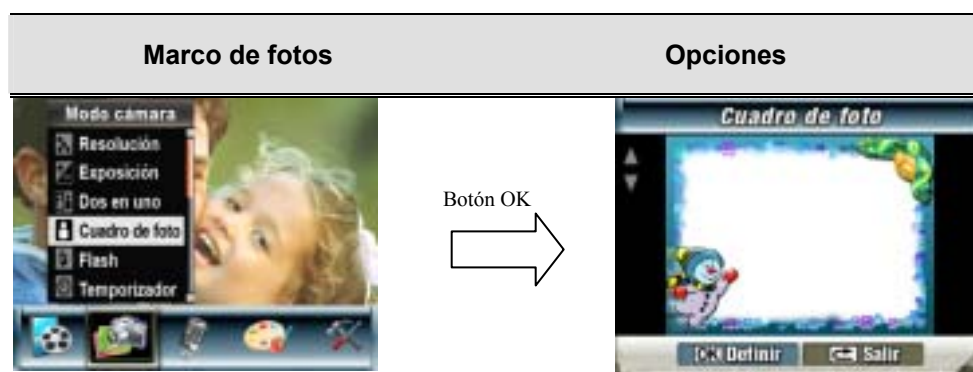 Marco de fotos
Opciones
Modo cámara
Resolución
Exposición
Dos en uno
Cuadro de foto
Flash
Temporizador
Botón OK
Cuadro de foto
OK Definir
Salir